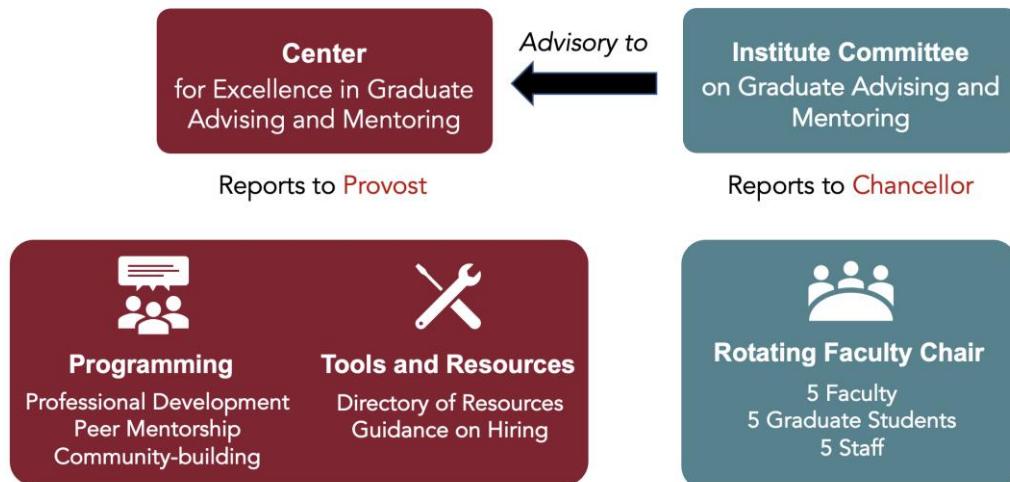 Center
for Excellence in Graduate
Advising and Mentoring
Advisory to
Institute Committee
on Graduate Advising and
Mentoring
Reports to Provost
Reports to Chancellor
Programming
Professional Development
Peer Mentorship
Community-building
Tools and Resources
Directory of Resources
Guidance on Hiring
Rotating Faculty Chair
5 Faculty
5 Graduate Students
5 Staff